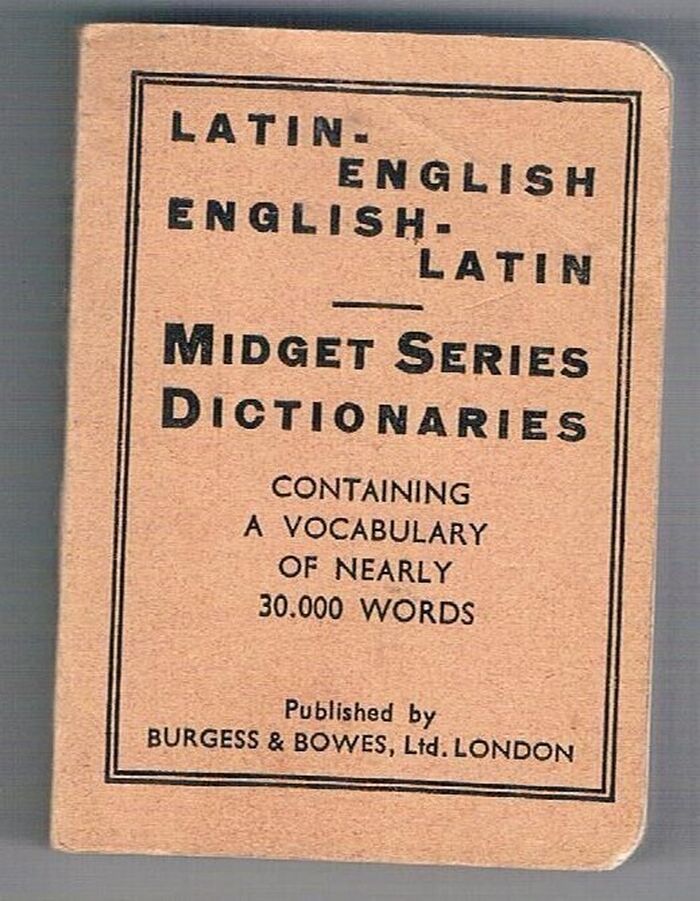 LATIN-
ENGLISH
ENGLISH-
LATIN
MIDGET SERIES
DICTIONARIES
CONTAINING
A VOCABULARY
OF NEARLY
30.000 WORDS
Published by
BURGESS & BOWES, Ltd. LONDON